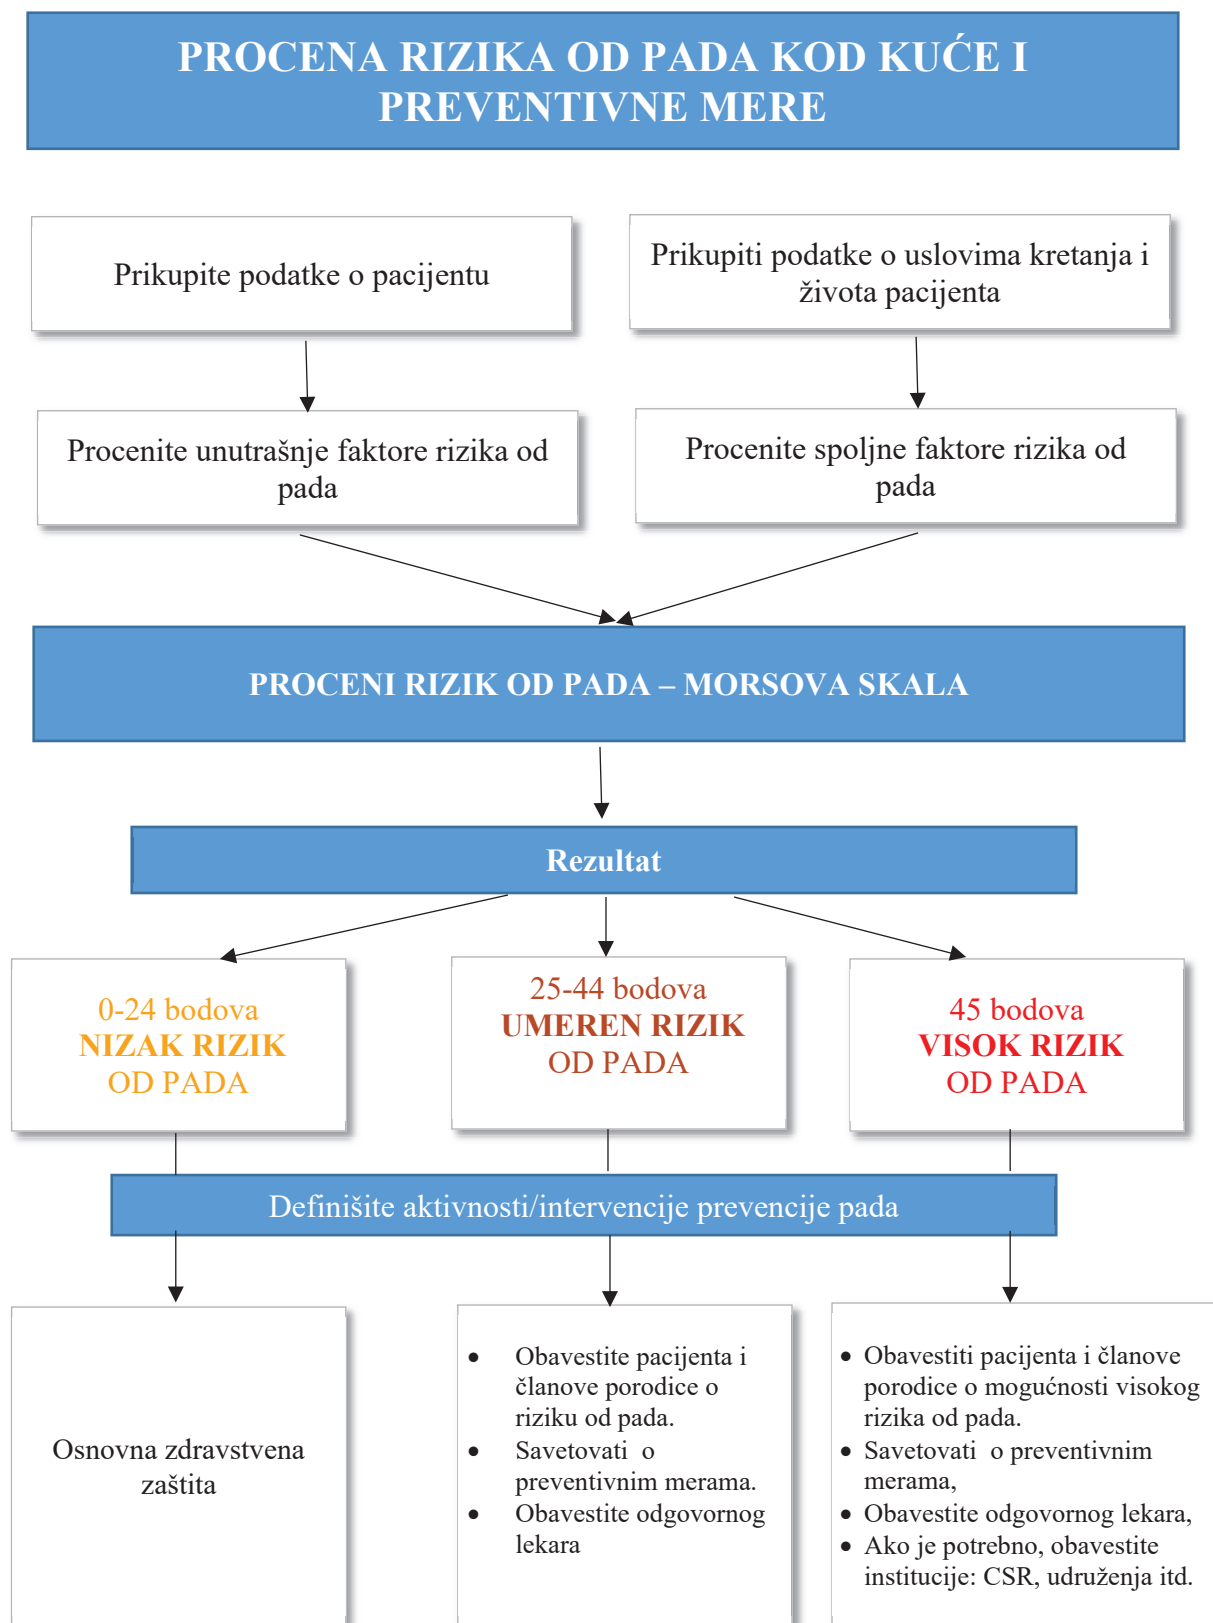 PROCENA RIZIKA OD PADA KOD KUĆE I
PREVENTIVNE MERE
Prikupite podatke o pacijentu
Prikupiti podatke o uslovima kretanja i
života pacijenta
Procenite unutrašnje faktore rizika od
pada
Procenite spoljne faktore rizika od
pada
PROCENI RIZIK OD PADA – MORSOVA SKALA
Rezultat
0-24 bodova
NIZAK RIZIK
OD PADA
25-44 bodova
UMEREN RIZIK
OD PADA
45 bodova
VISOK RIZIK
OD PADA
Definišite aktivnosti/intervencije prevencije pada
Osnovna zdravstvena
zaštita
• Obavestite pacijenta i
članove porodice o
riziku od pada.
• Savetovati o
preventivnim merama.
• Obavestite odgovornog
lekara
• Obavestiti pacijenta i članove
porodice o mogućnosti visokog
rizika od pada.
• Savetovati o preventivnim
merama,
• Obavestite odgovornog lekara,
• Ako je potrebno, obavestite
institucije: CSR, udruženja itd.